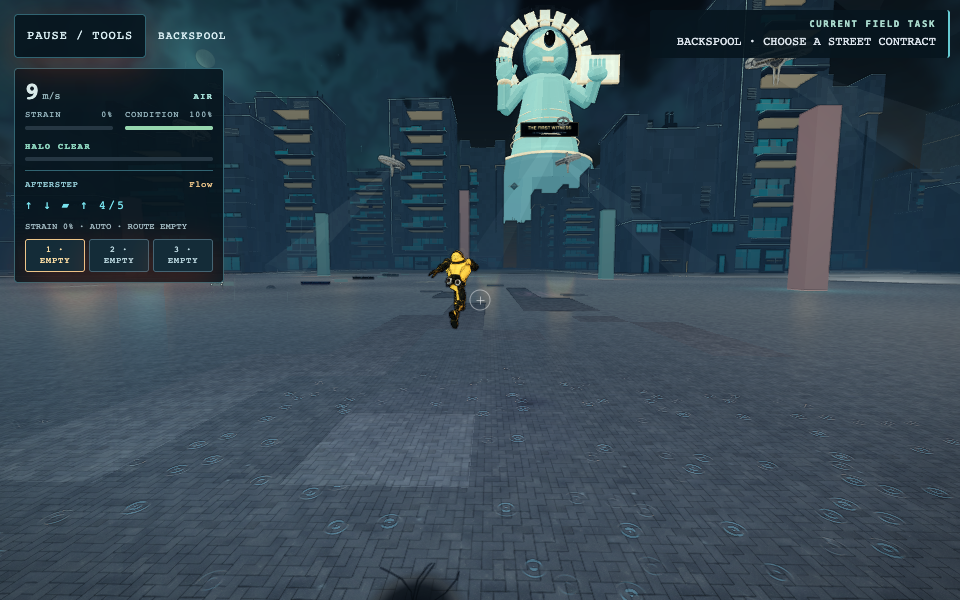 PAUSE / TOOLS
BACKSPOOL
CURRENT FIELD TASK
BACKSPOOL · CHOOSE A STREET CONTRACT
9 m/s
AIR
STRAIN 0%
CONDITION 100%
HALO CLEAR
AFTERSTEP
Flow
↑ ↓ ▰ ↑ 4/5
STRAIN 0% · AUTO · ROUTE EMPTY
1 ·
EMPTY
2 ·
EMPTY
3 ·
EMPTY
THE FIRST WITNESS